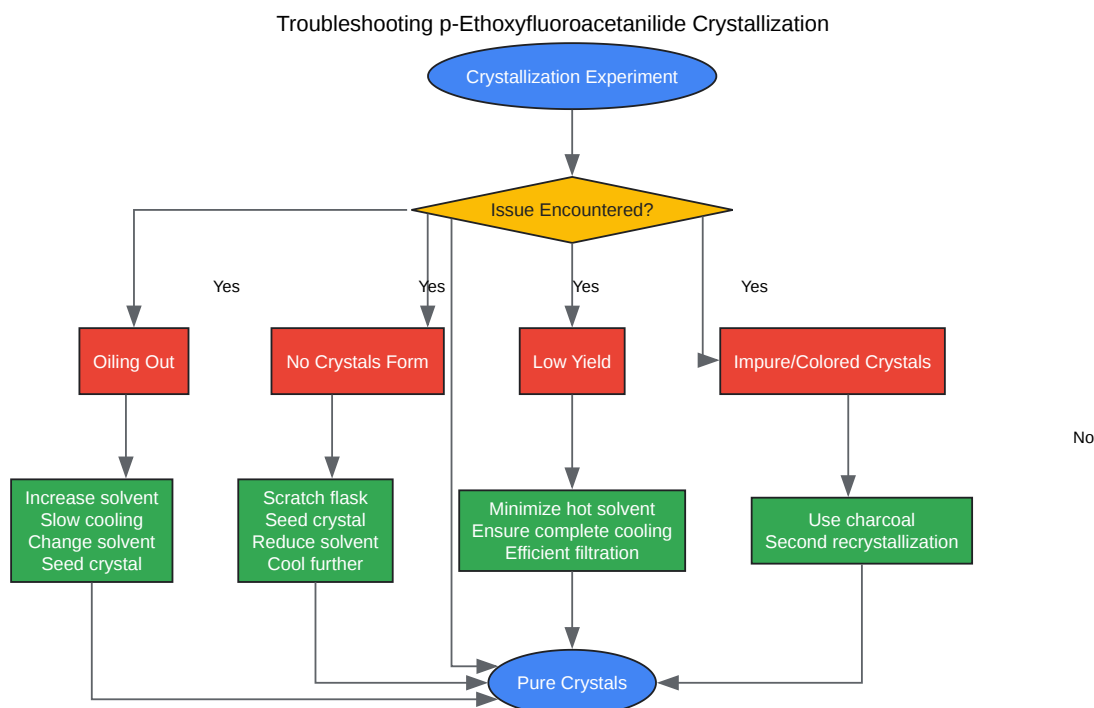 Troubleshooting p-Ethoxyfluoroacetanilide Crystallization
Crystallization Experiment
Issue Encountered?
Yes
Yes
Yes
Yes
Oiling Out
No Crystals Form
Low Yield
Impure/Colored Crystals
No
Increase solvent
Slow cooling
Change solvent
Seed crystal
Scratch flask
Seed crystal
Reduce solvent
Cool further
Minimize hot solvent
Ensure complete cooling
Efficient filtration
Use charcoal
Second recrystallization
Pure Crystals